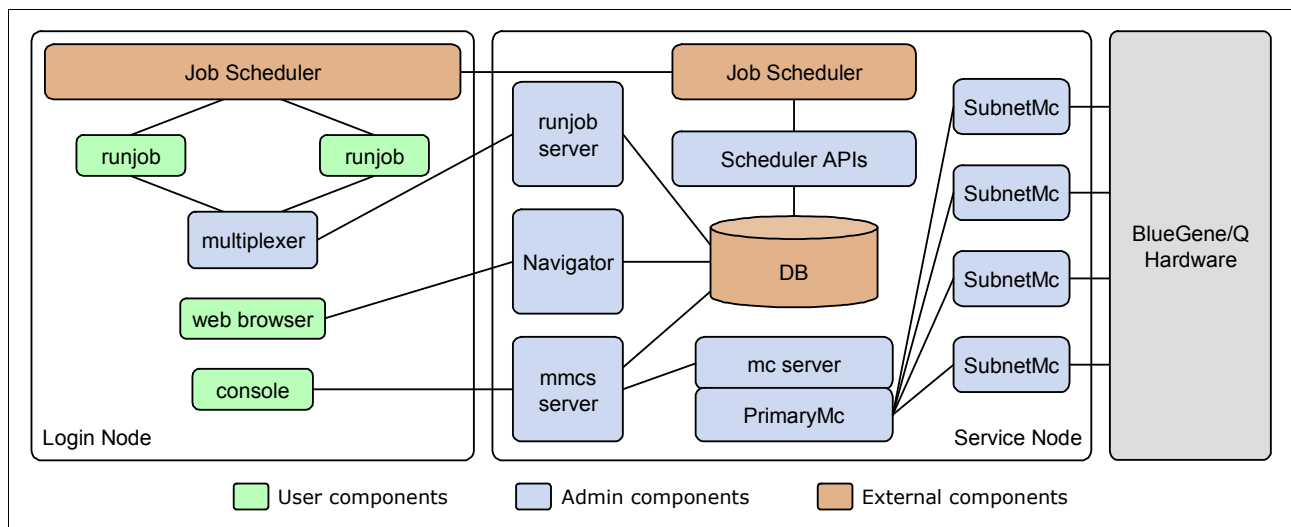 Job Scheduler
runjob
runjob
multiplexer
web browser
console
Login Node
Job Scheduler
runjob
server
Scheduler APIs
Navigator
DB
mmcs
server
mc server
PrimaryMc
SubnetMc
SubnetMc
SubnetMc
SubnetMc
Service Node
BlueGene/Q
Hardware
User components
Admin components
External components